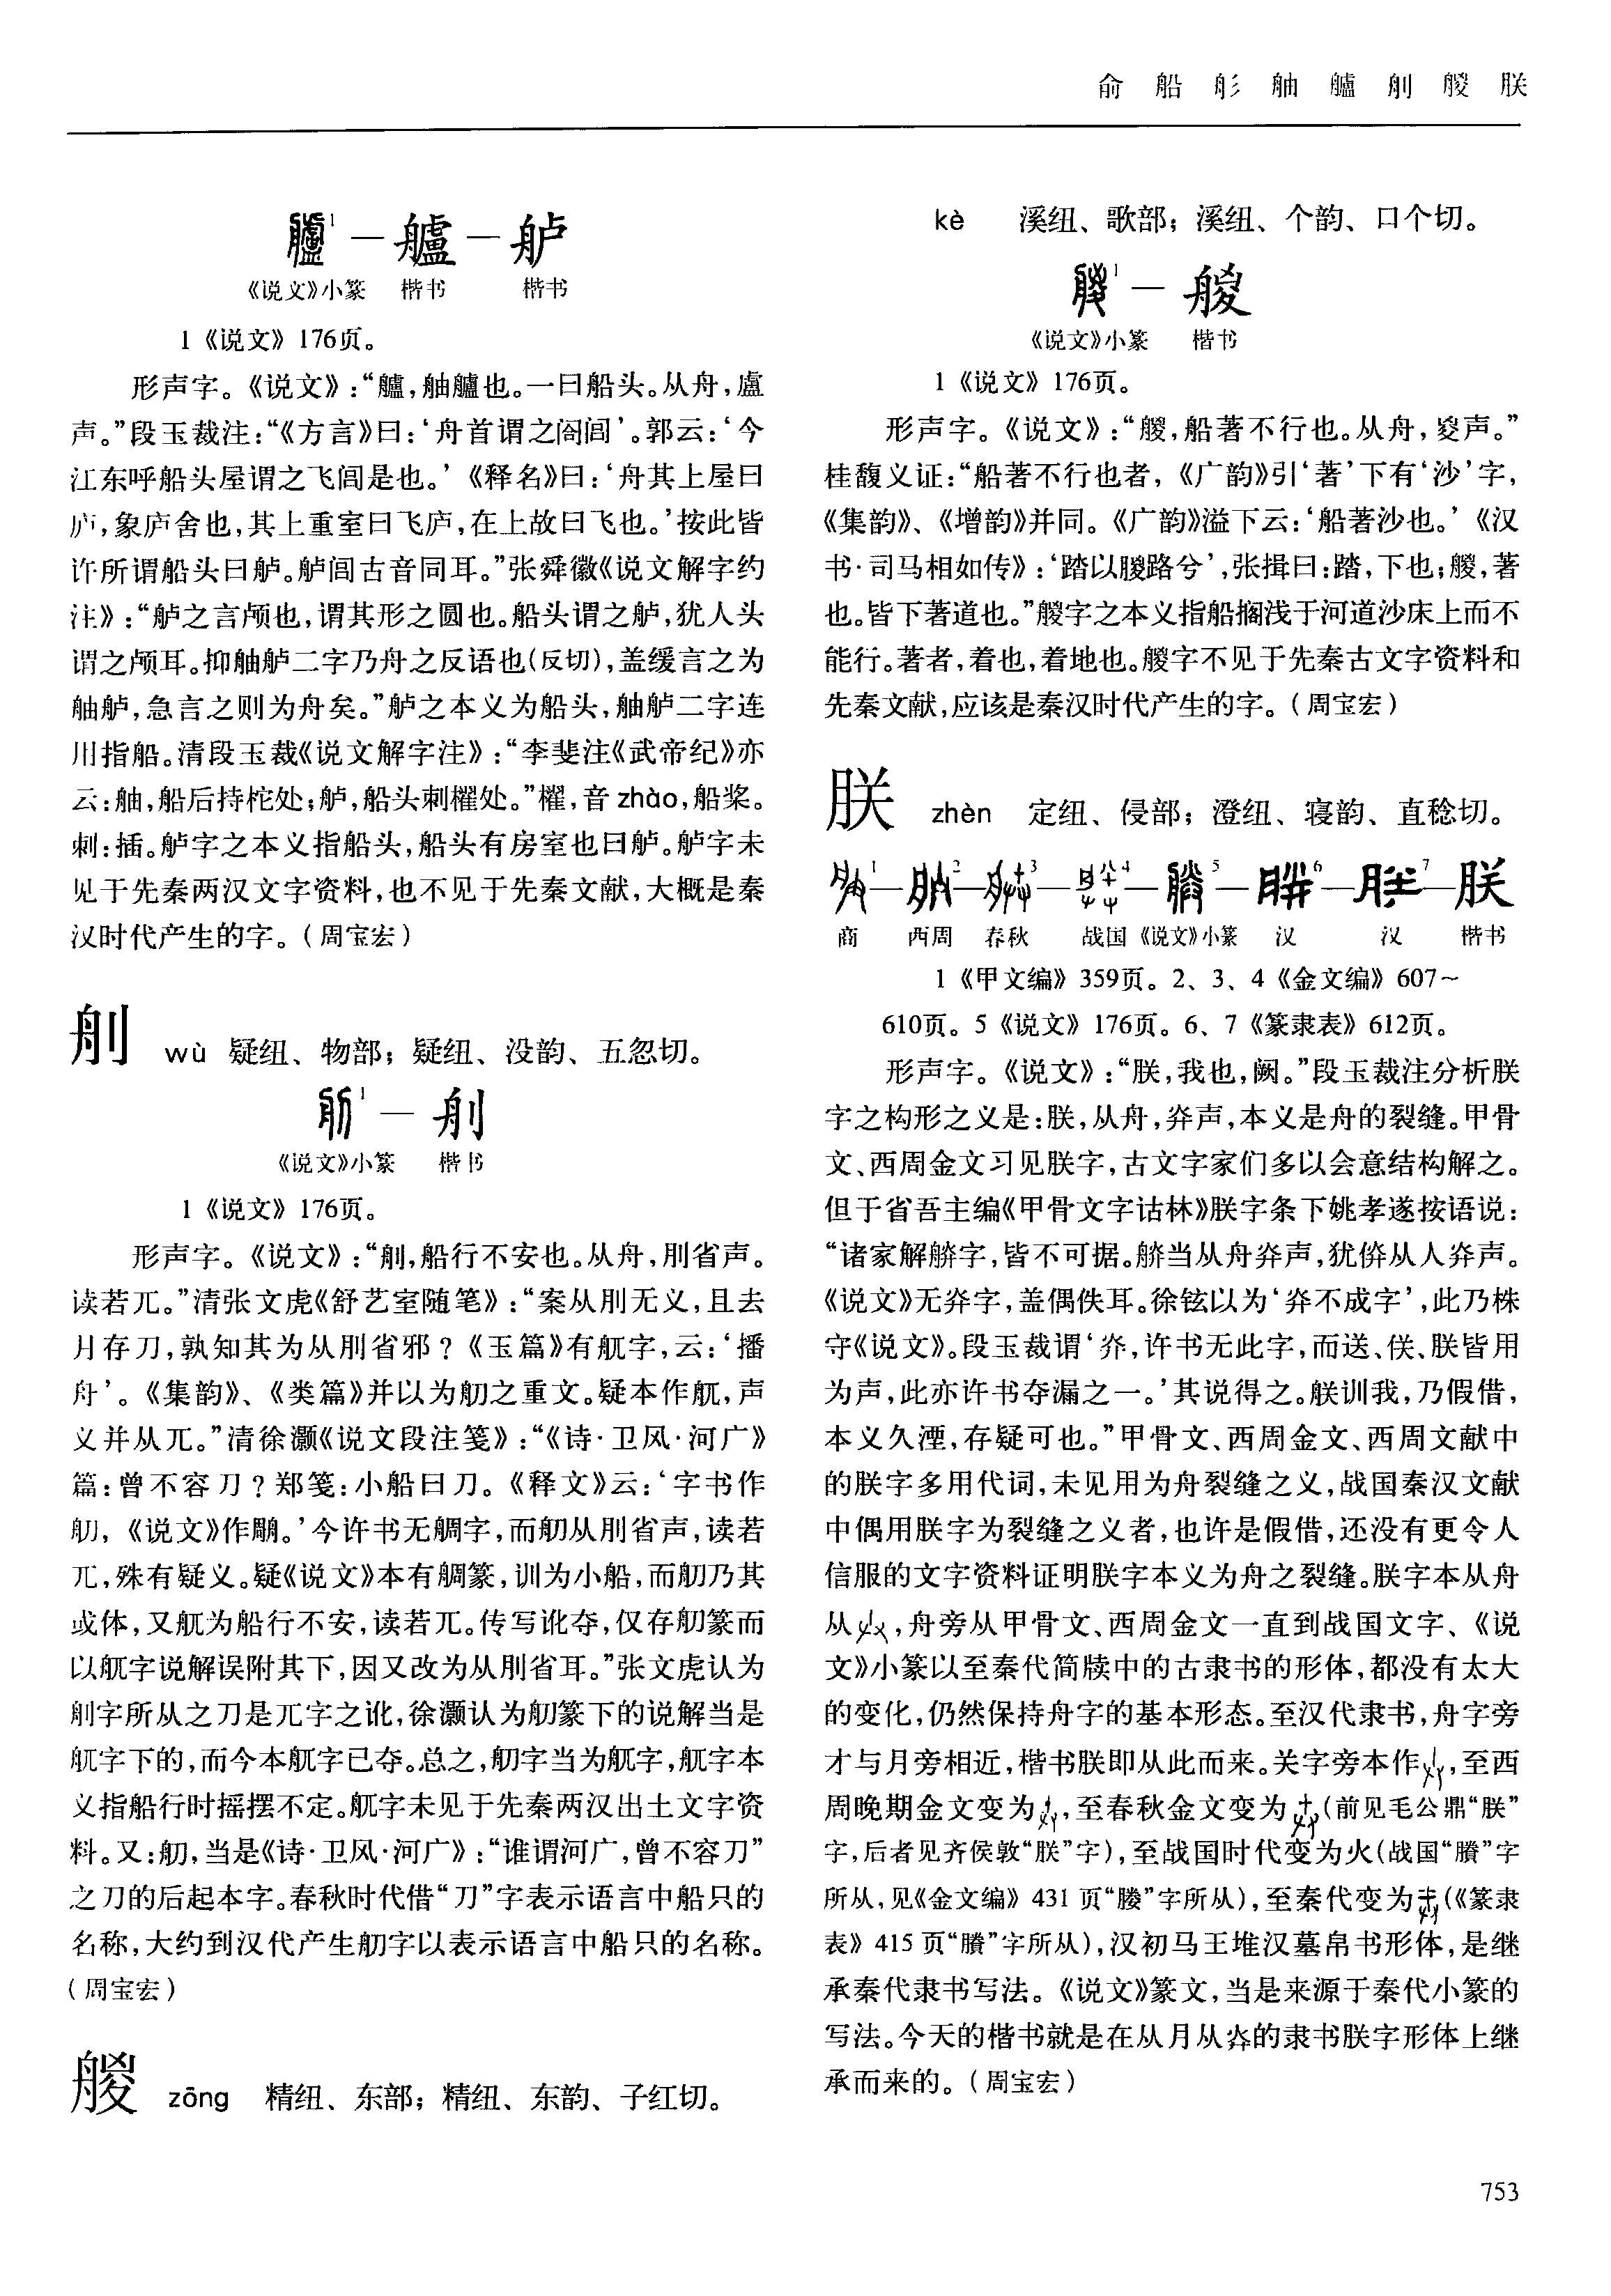 俞 船 彤 舳 艫 刖 艐 朕
艫—舻
《说文》小篆 楷书 楷书
1《说文》176页。
形声字。《说文》：“艫，舳艫也。一曰船头。从舟，盧
声。”段玉裁注：“《方言》曰：‘舟首谓之閤闾’。郭云：‘今
江东呼船头屋谓之飞闾是也。’《释名》曰：‘舟其上屋曰
庐，象庐舍也，其上重室曰飞庐，在上故曰飞也。’按此皆
许所谓船头曰舻。舻闾古音同耳。”张舜徽《说文解字约
注》：“舻之言颅也，谓其形之圆也。船头谓之舻，犹人头
谓之颅耳。抑舳舻二字乃舟之反语也（反切），盖缓言之为
舳舻，急言之则为舟矣。”舻之本义为船头，舳舻二字连
用指船。清段玉裁《说文解字注》：“李斐注《武帝纪》亦
云：舳，船后持柁处；舻，船头刺櫂处。”櫂，音zhào，船桨。
刺：插。舻字之本义指船头，船头有房室也曰舻。舻字未
见于先秦两汉文字资料，也不见于先秦文献，大概是秦
汉时代产生的字。（周宝宏）
wù 疑纽、物部；疑纽、没韵、五忽切。
《说文》小篆 楷书
1《说文》176页。
形声字。《说文》：“，船行不安也。从舟，刖省声。
读若兀。”清张文虎《舒艺室随笔》：“案从刖无义，且去
月存刀，孰知其为从刖省邪？《玉篇》有舧字，云：‘播
舟’。《集韵》、《类篇》并以为舠之重文。疑本作舧，声
义并从兀。”清徐灏《说文段注笺》：“《诗·卫风·河广》
篇：曾不容刀？郑笺：小船曰刀。《释文》云：‘字书作
舠，《说文》作。’今许书无字，而舠从刖省声，读若
兀，殊有疑义。疑《说文》本有篆，训为小船，而舠乃其
或体，又舧为船行不安，读若兀。传写讹夺，仅存舠篆而
以舧字说解误附其下，因又改为从刖省耳。”张文虎认为
字所从之刀是兀字之讹，徐灏认为舠篆下的说解当是
舧字下的，而今本舧字已夺。总之，舠字当为舧字，舧字本
义指船行时摇摆不定。舧字未见于先秦两汉出土文字资
料。又：舠，当是《诗·卫风·河广》：“谁谓河广，曾不容刀”
之刀的后起本字。春秋时代借“刀”字表示语言中船只的
名称，大约到汉代产生舠字以表示语言中船只的名称。
（周宝宏）
艐 zōng 精纽、东部；精纽、东韵、子红切。
kè 溪纽、歌部；溪纽、个韵、口个切。
—艐
《说文》小篆 楷书
1《说文》176页。
形声字。《说文》：“艐，船著不行也。从舟，㚇声。”
桂馥义证：“船著不行也者，《广韵》引‘著’下有‘沙’字，
《集韵》、《增韵》并同。《广韵》溢下云：‘船著沙也。’《汉
书·司马相如传》：‘踏以艐路兮’，张揖曰：踏，下也；艐，著
也。皆下著道也。”艐字之本义指船搁浅于河道沙床上而不
能行。著者，着也，着地也。艐字不见于先秦古文字资料和
先秦文献，应该是秦汉时代产生的字。（周宝宏）
朕 zhèn 定纽、侵部；澄纽、寝韵、直稔切。
—朕
商 西周 春秋 战国 《说文》小篆 汉 汉 楷书
1《甲文编》359页。2、3、4《金文编》607～
610页。5《说文》176页。6、7《篆隶表》612页。
形声字。《说文》：“朕，我也，阙。”段玉裁注分析朕
字之构形之义是：朕，从舟，灷声，本义是舟的裂缝。甲骨
文、西周金文习见朕字，古文字家们多以会意结构解之。
但于省吾主编《甲骨文字诂林》朕字条下姚孝遂按语说：
“诸家解字，皆不可据。当从舟灷声，犹侔从人灷声。
《说文》无灷字，盖偶佚耳。徐铉以为‘灷不成字’，此乃株
守《说文》。段玉裁谓‘灷，许书无此字，而送、佚、朕皆用
为声，此亦许书夺漏之一。’其说得之。朕训我，乃假借，
本义久湮，存疑可也。”甲骨文、西周金文、西周文献中
的朕字多用代词，未见用为舟裂缝之义，战国秦汉文献
中偶用朕字为裂缝之义者，也许是假借，还没有更令人
信服的文字资料证明朕字本义为舟之裂缝。朕字本从舟
从，舟旁从甲骨文、西周金文一直到战国文字、《说
文》小篆以至秦代简牍中的古隶书的形体，都没有太大
的变化，仍然保持舟字的基本形态。至汉代隶书，舟字旁
才与月旁相近，楷书朕即从此而来。关字旁本作，至西
周晚期金文变为，至春秋金文变为（前见毛公鼎“朕”
字，后者见齐侯敦“朕”字），至战国时代变为火（战国“賸”字
所从，见《金文编》431页“媵”字所从），至秦代变为（《篆隶
表》415页“賸”字所从），汉初马王堆汉墓帛书形体，是继
承秦代隶书写法。《说文》篆文，当是来源于秦代小篆的
写法。今天的楷书就是在从月从灷的隶书朕字形体上继
承而来的。（周宝宏）
753